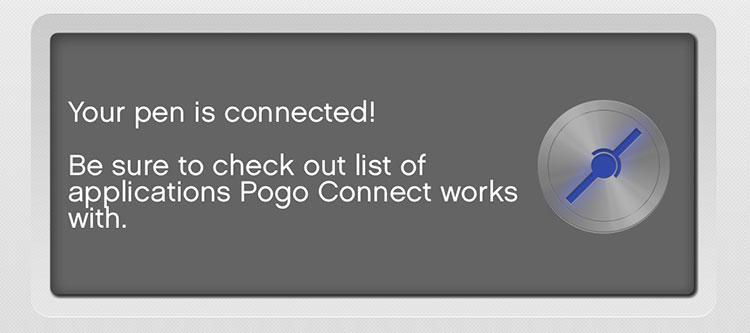 Your pen is connected!
Be sure to check out list of
applications Pogo Connect works
with.